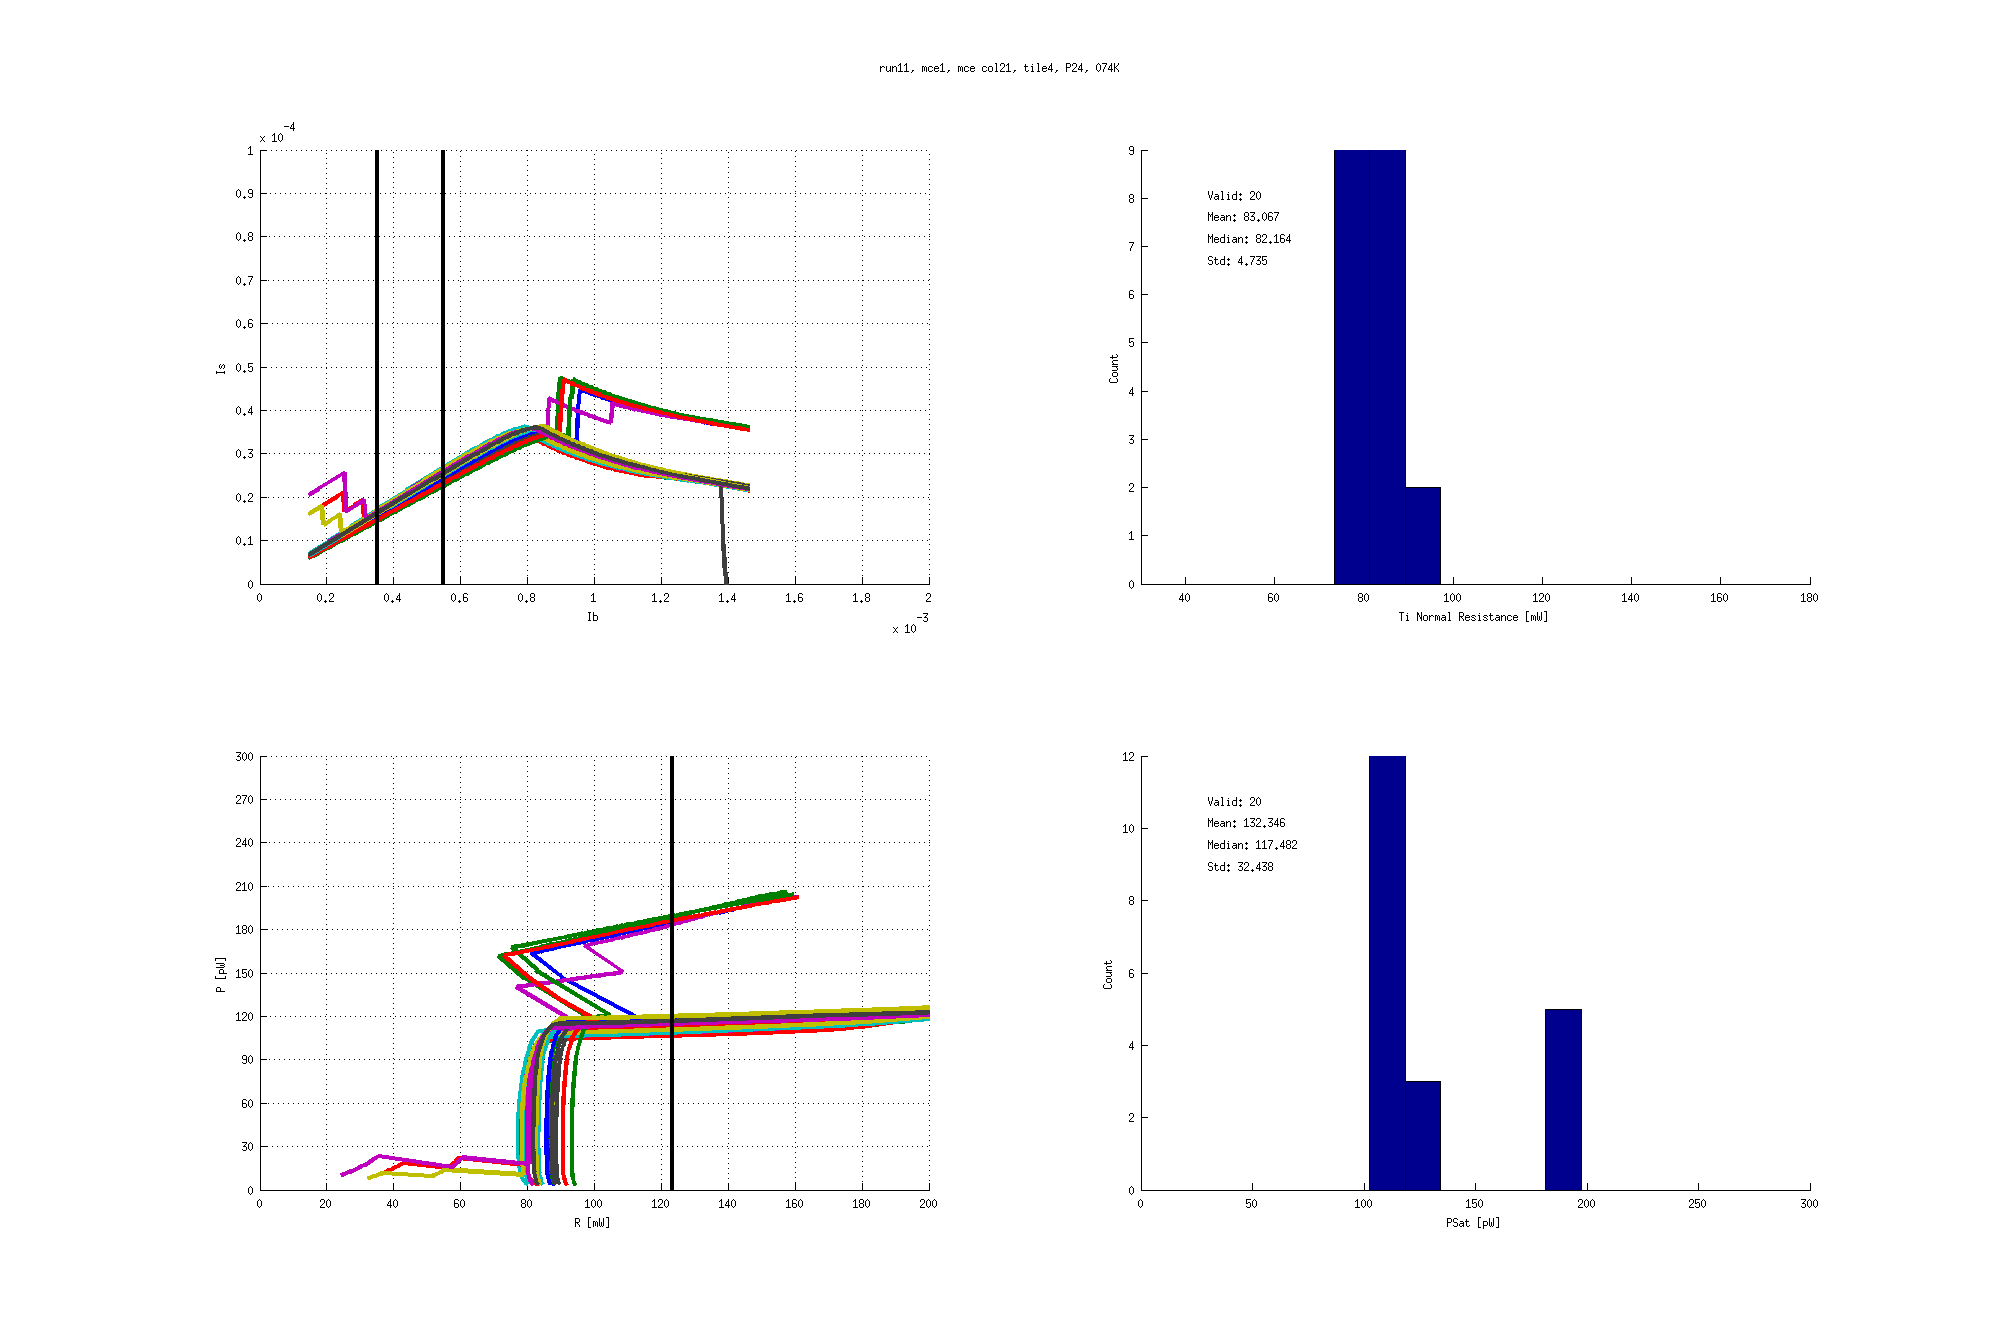 run11, mce1, mce col21, tile4, P24, 074K
x 10-4
1
0.9
0.8
0.7
0.6
0.5
0.4
0.3
0.2
0.1
0
Is
0 0.2 0.4 0.6 0.8 1 1.2 1.4 1.6 1.8 2
Ib
x 10-3
9
8
7
6
5
4
3
2
1
0
Count
Valid: 20
Mean: 83.067
Median: 82.164
Std: 4.735
40 60 80 100 120 140 160 180
Ti Normal Resistance [mW]
300
270
240
210
180
150
120
90
60
30
0
P [pW]
0 20 40 60 80 100 120 140 160 180 200
R [mW]
12
10
8
6
4
2
0
Count
Valid: 20
Mean: 132.346
Median: 117.482
Std: 32.438
0 50 100 150 200 250 300
PSat [pW]